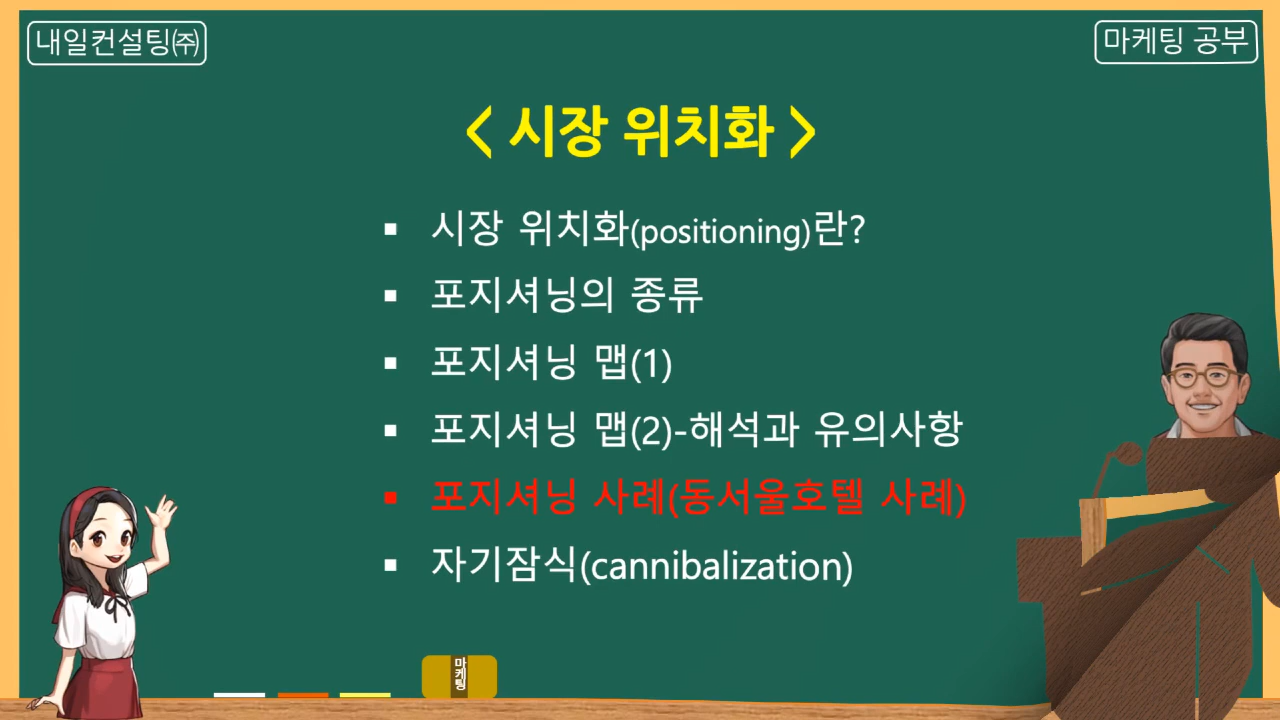 내일컨설팅㈜
마케팅 공부
< 시장 위치화 >
▪ 시장 위치화(positioning)란?
▪ 포지셔닝의 종류
▪ 포지셔닝 맵(1)
▪ 포지셔닝 맵(2)-해석과 유의사항
▪ 포지셔닝 사례(동서울호텔 사례)
▪ 자기잠식(cannibalization)
마케팅